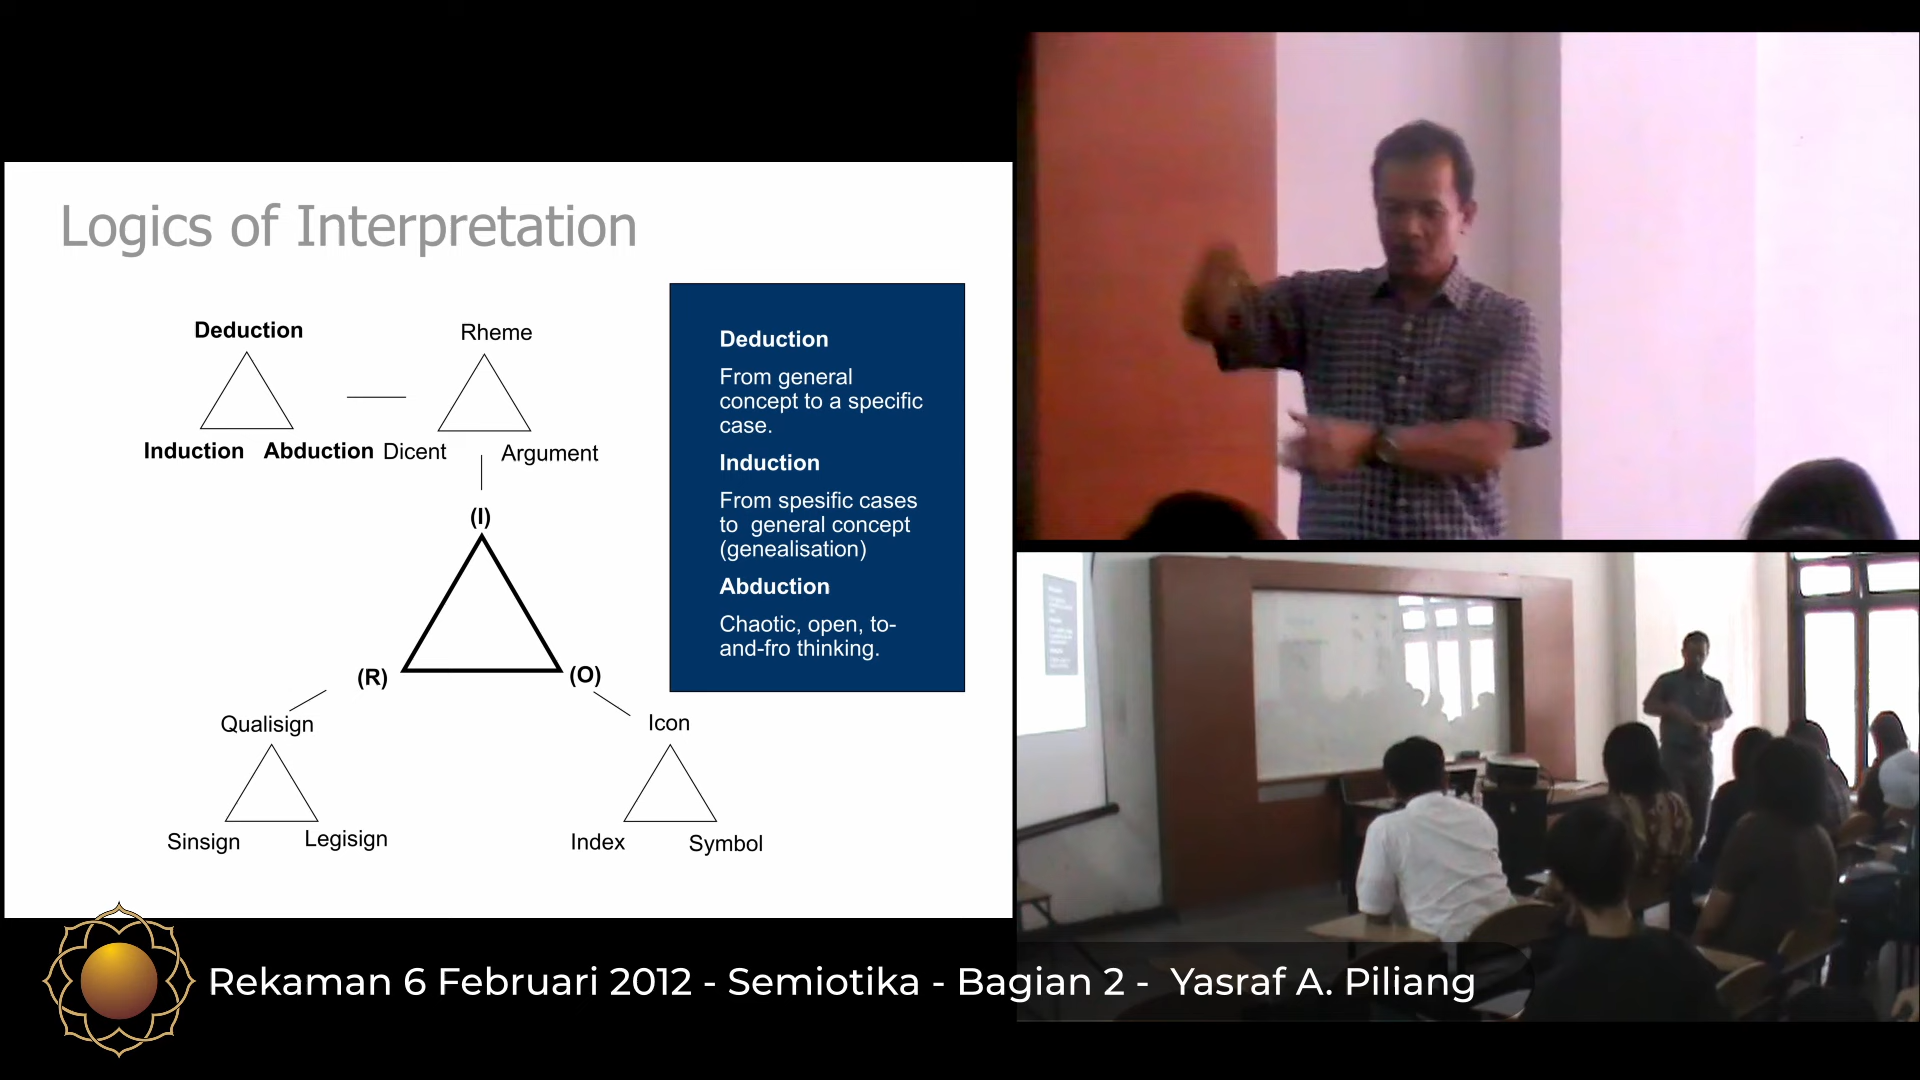 Logics of Interpretation
Deduction
Rheme
Induction
Abduction
Dicent
Argument
(I)
(R)
(O)
Qualisign
Icon
Sinsign
Legisign
Index
Symbol
Deduction
From general
concept to a specific
case.
Induction
From spesific cases
to general concept
(genealisation)
Abduction
Chaotic, open, to-
and-fro thinking.
Rekaman 6 Februari 2012 - Semiotika - Bagian 2 - Yasraf A. Piliang